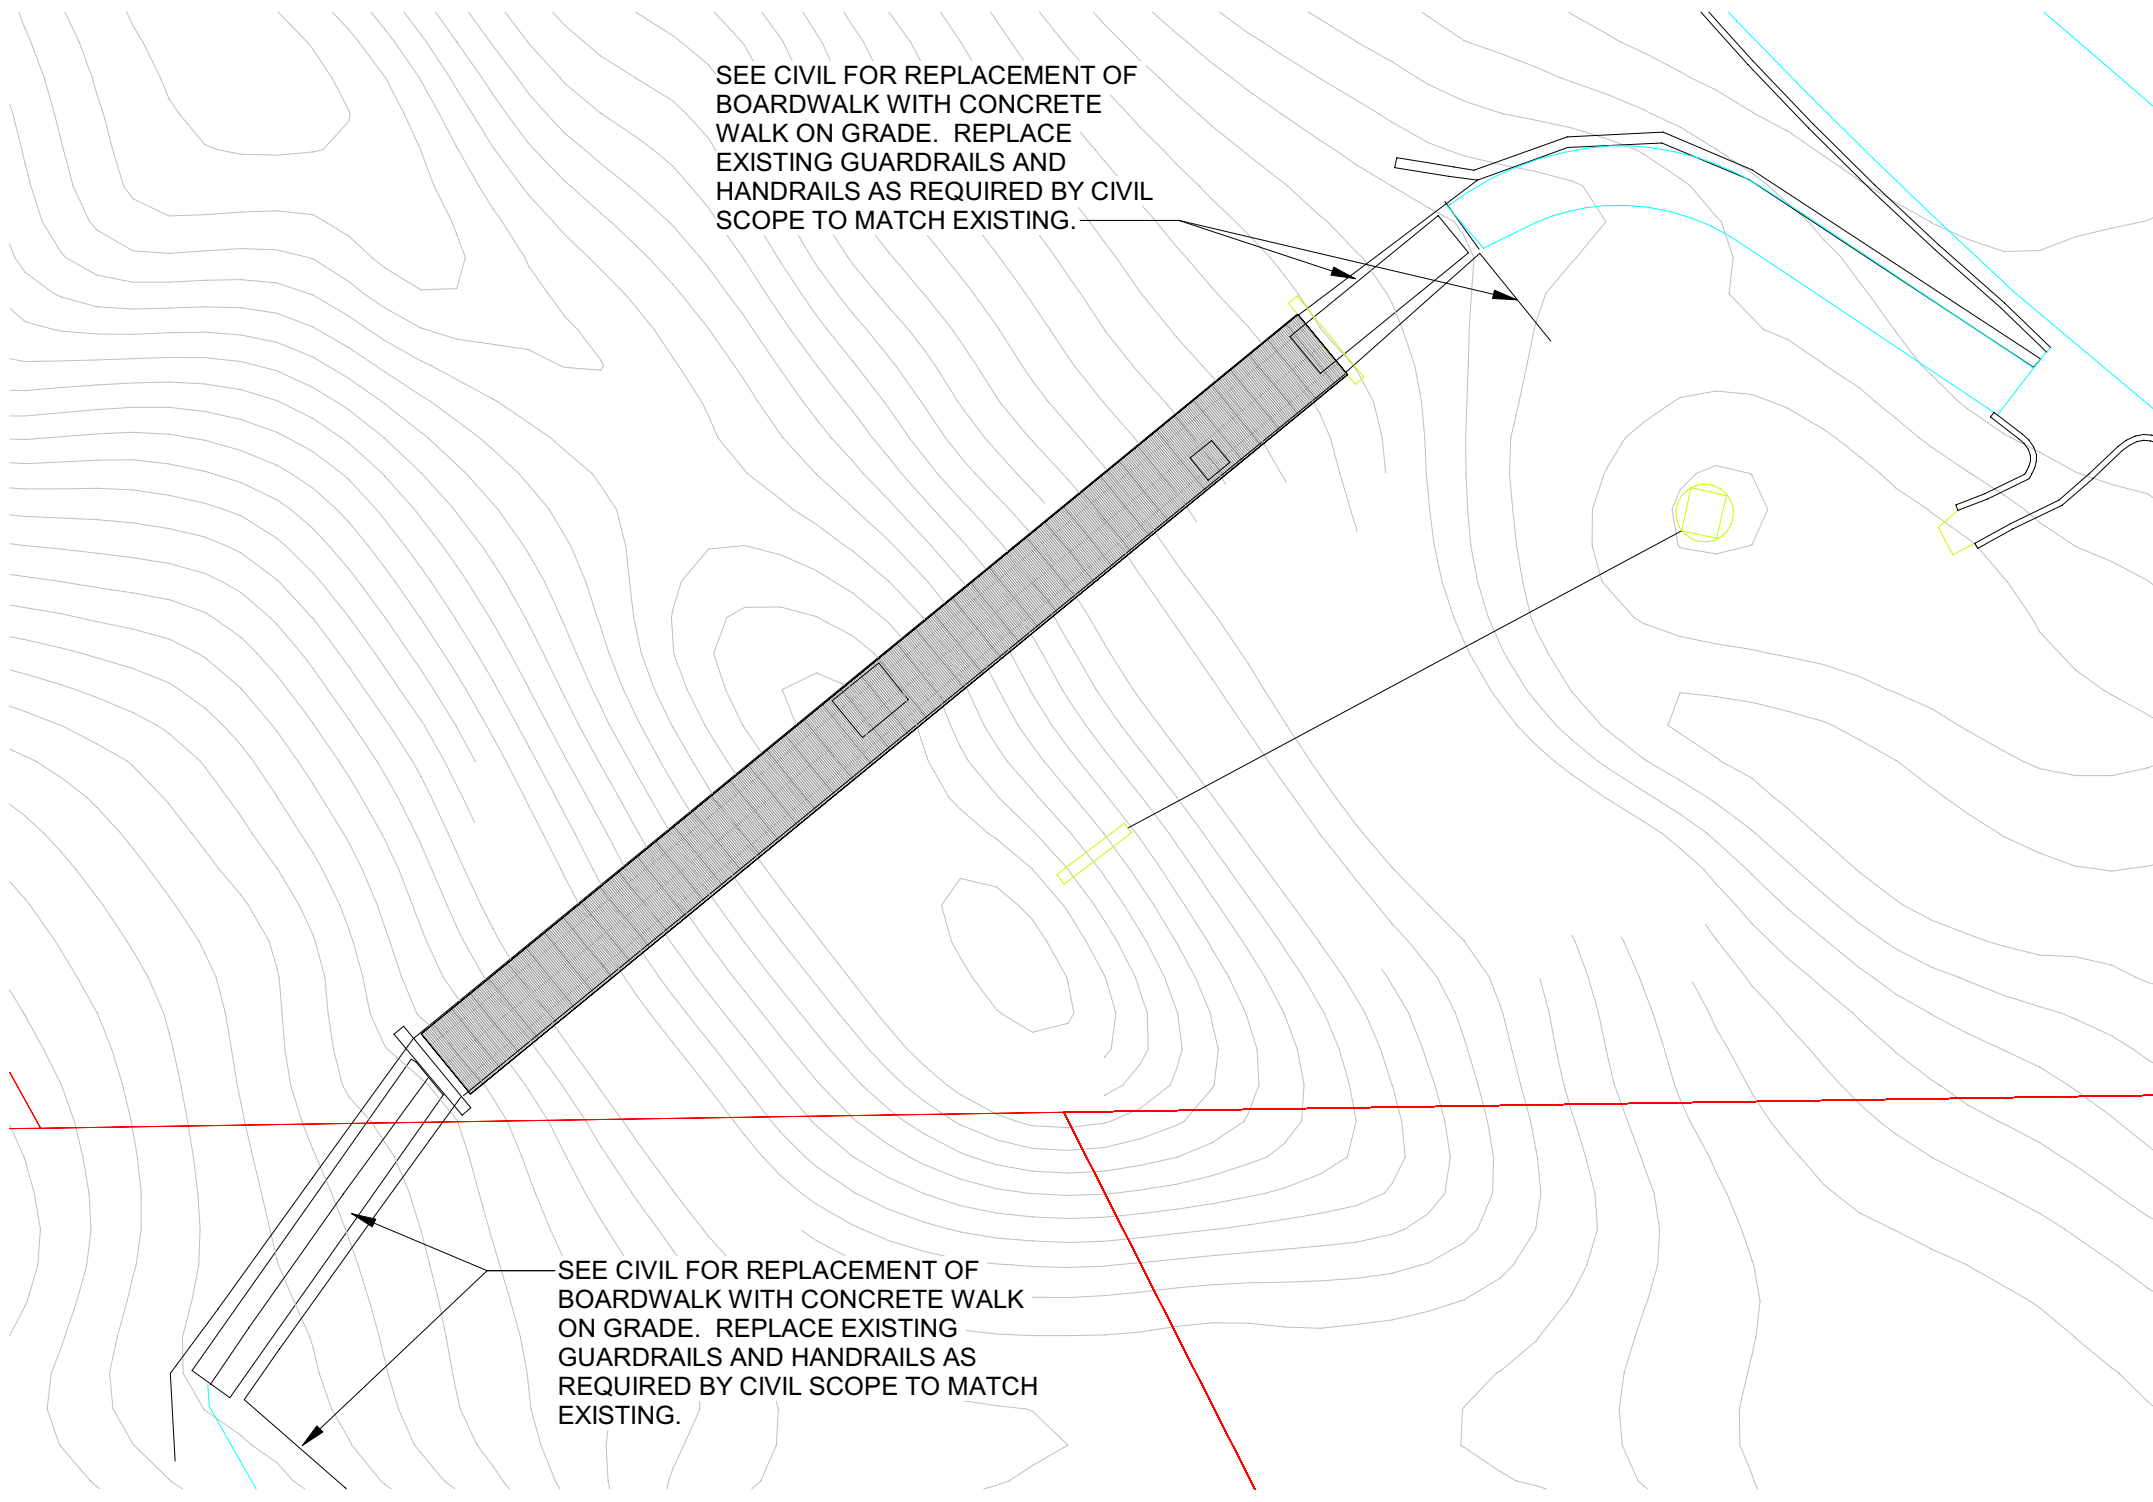 SEE CIVIL FOR REPLACEMENT OF
BOARDWALK WITH CONCRETE
WALK ON GRADE.  REPLACE
EXISTING GUARDRAILS AND
HANDRAILS AS REQUIRED BY CIVIL
SCOPE TO MATCH EXISTING.
SEE CIVIL FOR REPLACEMENT OF
BOARDWALK WITH CONCRETE WALK
ON GRADE.  REPLACE EXISTING
GUARDRAILS AND HANDRAILS AS
REQUIRED BY CIVIL SCOPE TO MATCH
EXISTING.